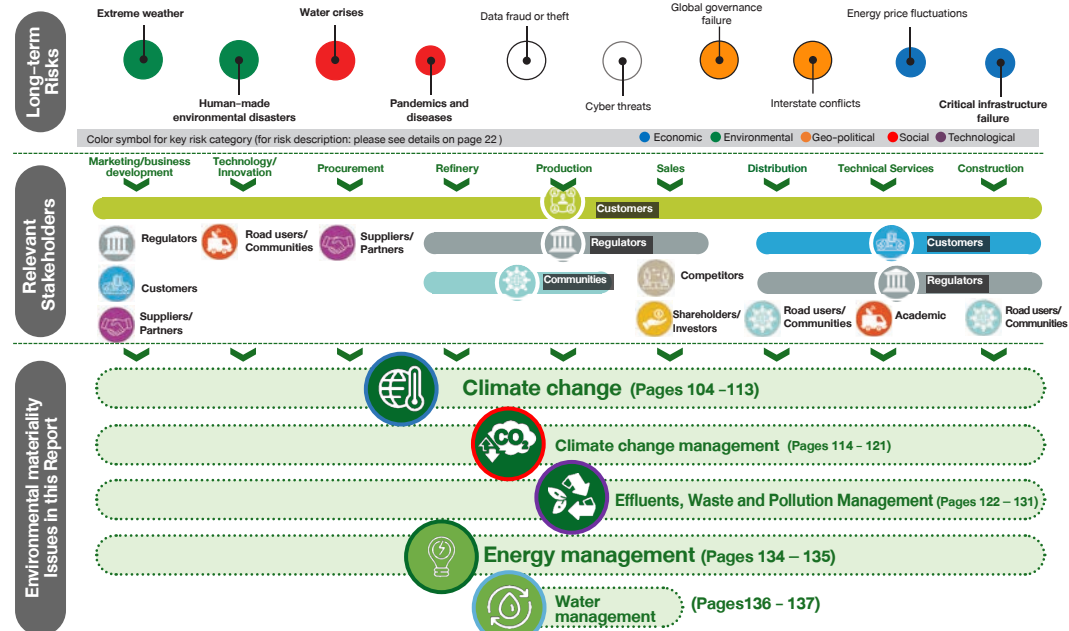 Long-term
Risks
Extreme weather
Water crises
Data fraud or theft
Global governance
failure
Energy price fluctuations
Human-made
environmental disasters
Pandemics and
diseases
Cyber threats
Interstate conflicts
Critical infrastructure
failure
Color symbol for key risk category (for risk description: please see details on page 22 )
Economic
Environmental
Geo-political
Social
Technological
Relevant
Stakeholders
Marketing/business
development
Technology/
Innovation
Procurement
Refinery
Production
Sales
Distribution
Technical Services
Construction
Customers
Regulators
Road users/
Communities
Suppliers/
Partners
Regulators
Customers
Customers
Communities
Competitors
Regulators
Suppliers/
Partners
Shareholders/
Investors
Road users/
Communities
Academic
Road users/
Communities
Environmental materiality
Issues in this Report
Climate change (Pages 104 –113)
CO2
Climate change management (Pages 114 – 121)
Effluents, Waste and Pollution Management (Pages 122 – 131)
Energy management (Pages 134 – 135)
Water
management
(Pages136 – 137)